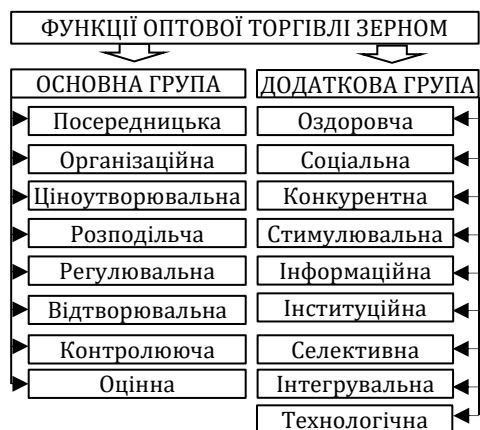 ФУНКЦІЇ ОПТОВОЇ ТОРГІВЛІ ЗЕРНОМ
ОСНОВНА ГРУПА
Посередницька
Організаційна
Ціноутворювальна
Розподільча
Регулювальна
Відтворювальна
Контролююча
Оцінна
ДОДАТКОВА ГРУПА
Оздоровча
Соціальна
Конкурентна
Стимулювальна
Інформаційна
Інституційна
Селективна
Інтегрувальна
Технологічна